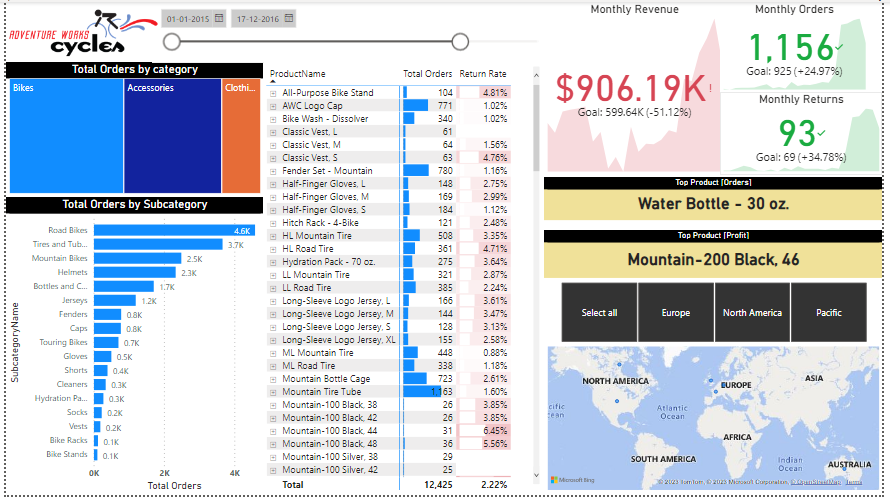 ADVENTURE WORKS
cycles
01-01-2015
17-12-2016
Total Orders by category
Bikes
Accessories
Clothi...
Total Orders by Subcategory
SubcategoryName
Road Bikes 4.6K
Tires and Tub... 3.7K
Mountain Bikes 2.5K
Helmets 2.3K
Bottles and C... 1.7K
Jerseys 1.2K
Fenders 0.8K
Caps 0.8K
Touring Bikes 0.7K
Gloves 0.5K
Shorts 0.4K
Cleaners 0.3K
Hydration Pa... 0.3K
Socks 0.2K
Vests 0.2K
Bike Racks 0.1K
Bike Stands 0.1K
0K 2K 4K
Total Orders
ProductName Total Orders Return Rate
All-Purpose Bike Stand 104 4.81%
AWC Logo Cap 771 1.02%
Bike Wash - Dissolver 340 1.02%
Classic Vest, L 61
Classic Vest, M 64 1.56%
Classic Vest, S 63 4.76%
Fender Set - Mountain 780 1.16%
Half-Finger Gloves, L 148 2.75%
Half-Finger Gloves, M 169 2.99%
Half-Finger Gloves, S 184 1.12%
Hitch Rack - 4-Bike 121 2.48%
HL Mountain Tire 508 3.35%
HL Road Tire 361 4.71%
Hydration Pack - 70 oz. 275 3.64%
LL Mountain Tire 321 2.87%
LL Road Tire 385 2.24%
Long-Sleeve Logo Jersey, L 166 3.61%
Long-Sleeve Logo Jersey, M 144 3.47%
Long-Sleeve Logo Jersey, S 128 3.13%
Long-Sleeve Logo Jersey, XL 155 2.58%
ML Mountain Tire 448 0.88%
ML Road Tire 338 1.18%
Mountain Bottle Cage 723 2.61%
Mountain Tire Tube 1,163 1.60%
Mountain-100 Black, 38 26 3.85%
Mountain-100 Black, 42 26 3.85%
Mountain-100 Black, 44 31 6.45%
Mountain-100 Black, 48 36 5.56%
Mountain-100 Silver, 38 29
Mountain-100 Silver, 42 25
Total 12,425 2.22%
Monthly Revenue
$906.19K!
Goal: 599.64K (-51.12%)
Monthly Orders
1,156
Goal: 925 (+24.97%)
Monthly Returns
93
Goal: 69 (+34.78%)
Top Product [Orders]
Water Bottle - 30 oz.
Top Product [Profit]
Mountain-200 Black, 46
Select all
Europe
North America
Pacific
NORTH AMERICA
EUROPE
ASIA
cific
Ocean
Atlantic
Ocean
AFRICA
SOUTH AMERICA
Indian
Ocean
AUSTRALIA
Microsoft Bing
© 2023 TomTom, © 2023 Microsoft Corporation, © OpenStreetMap Terms